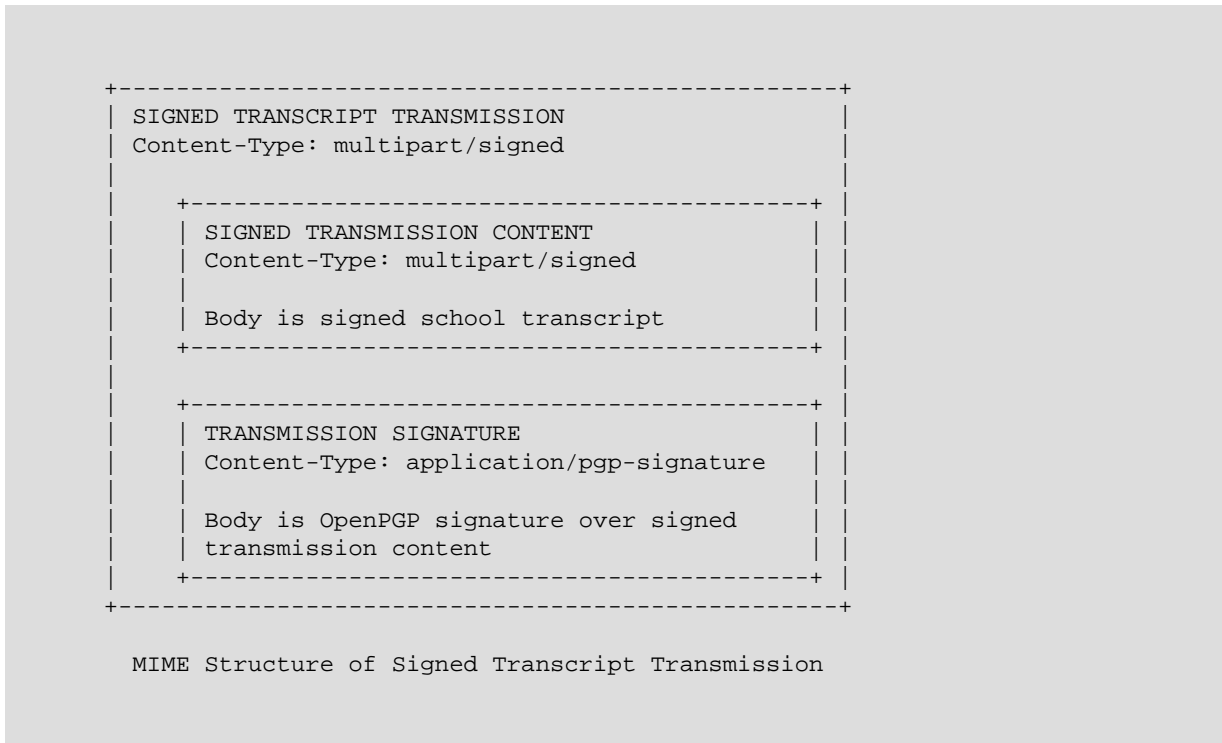 SIGNED TRANSCRIPT TRANSMISSION
Content-Type: multipart/signed
SIGNED TRANSMISSION CONTENT
Content-Type: multipart/signed
Body is signed school transcript
TRANSMISSION SIGNATURE
Content-Type: application/pgp-signature
Body is OpenPGP signature over signed
transmission content
MIME Structure of Signed Transcript Transmission